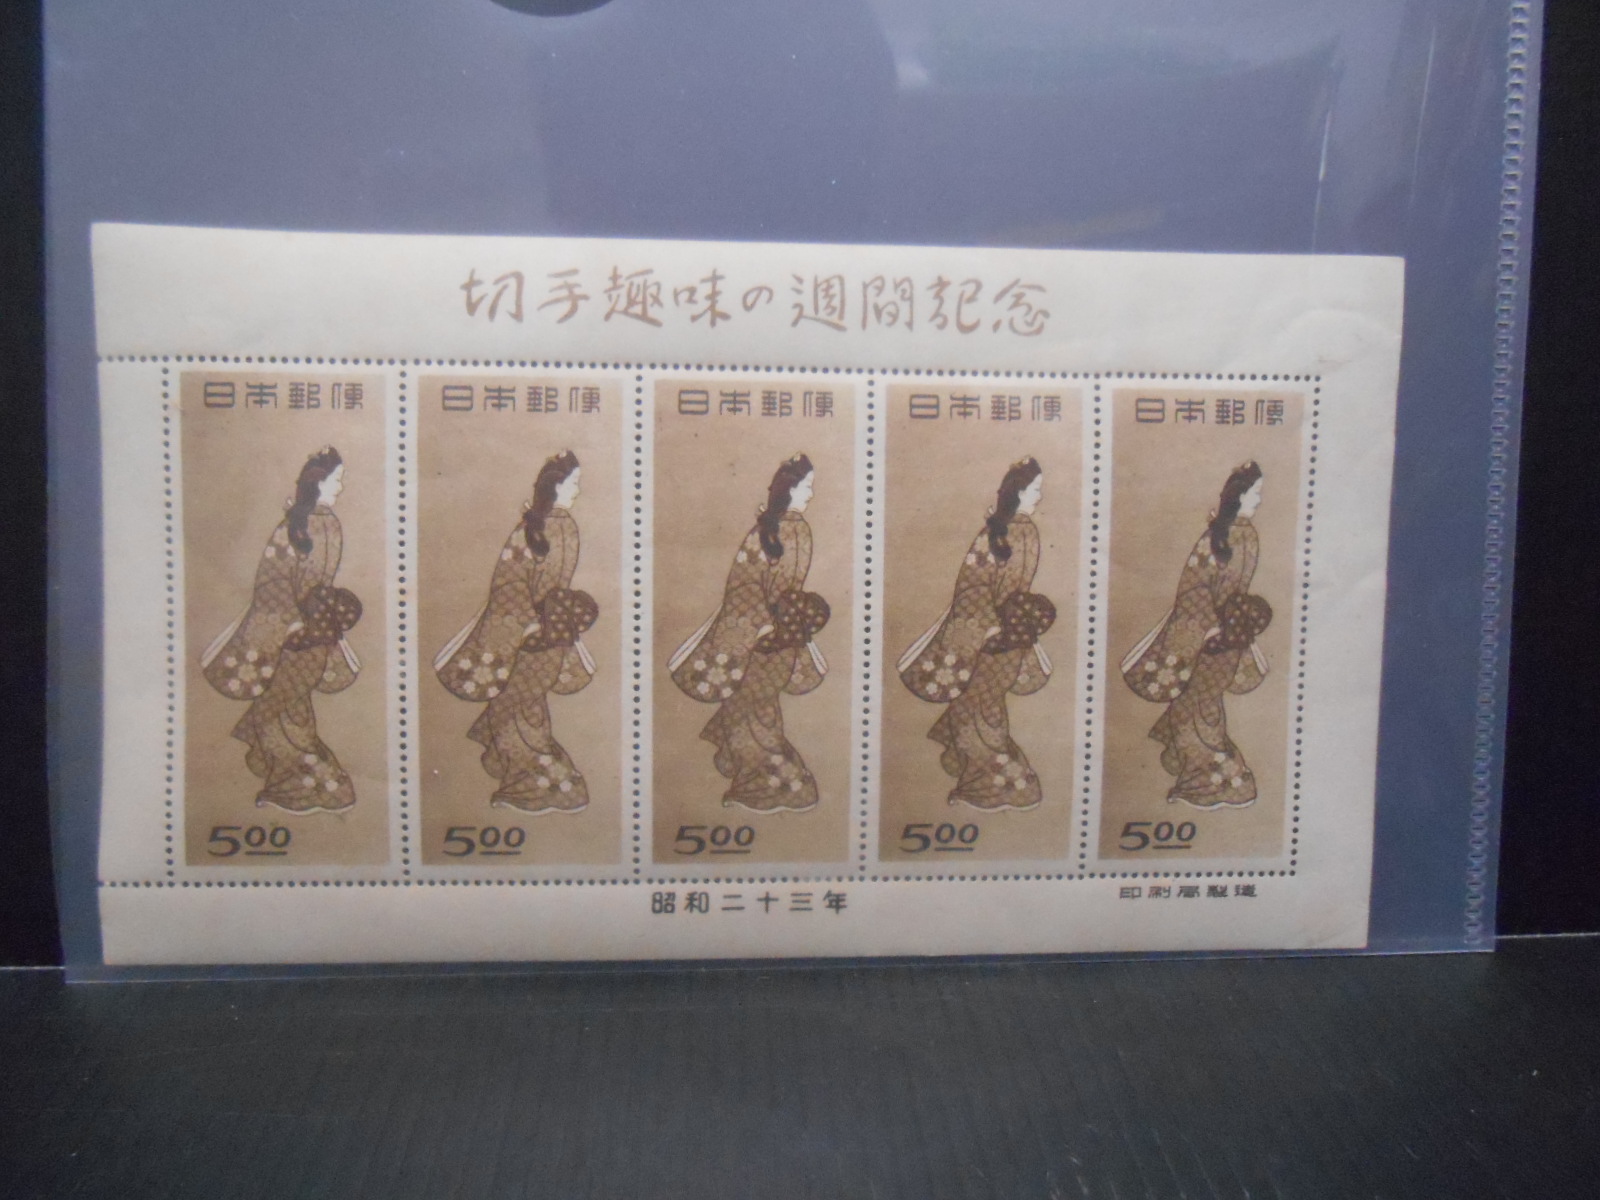 切手趣味の週間記念
日本郵便 日本郵便 日本郵便 日本郵便 日本郵便
5.00 5.00 5.00 5.00 5.00
昭和二十三年
印刷局製造